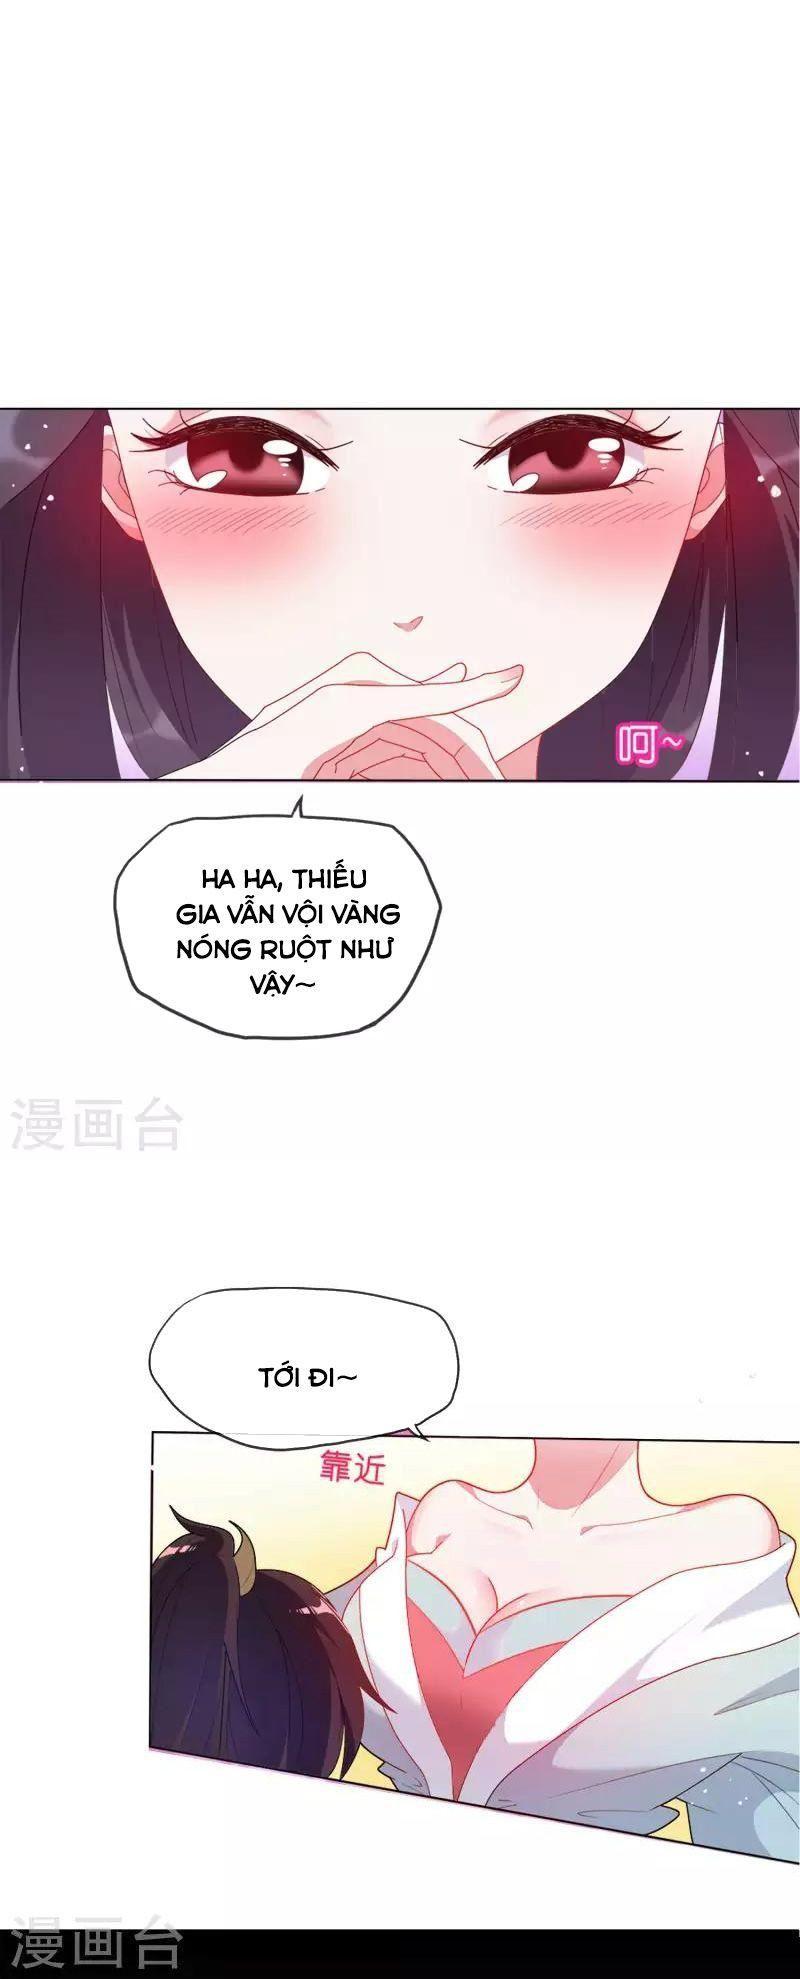 呵~
HA HA, THIẾU
GIA VẪN VỘI VÀNG
NÓNG RUỘT NHƯ
VẬY~
漫画台
TỚI ĐI~
靠近
漫画台